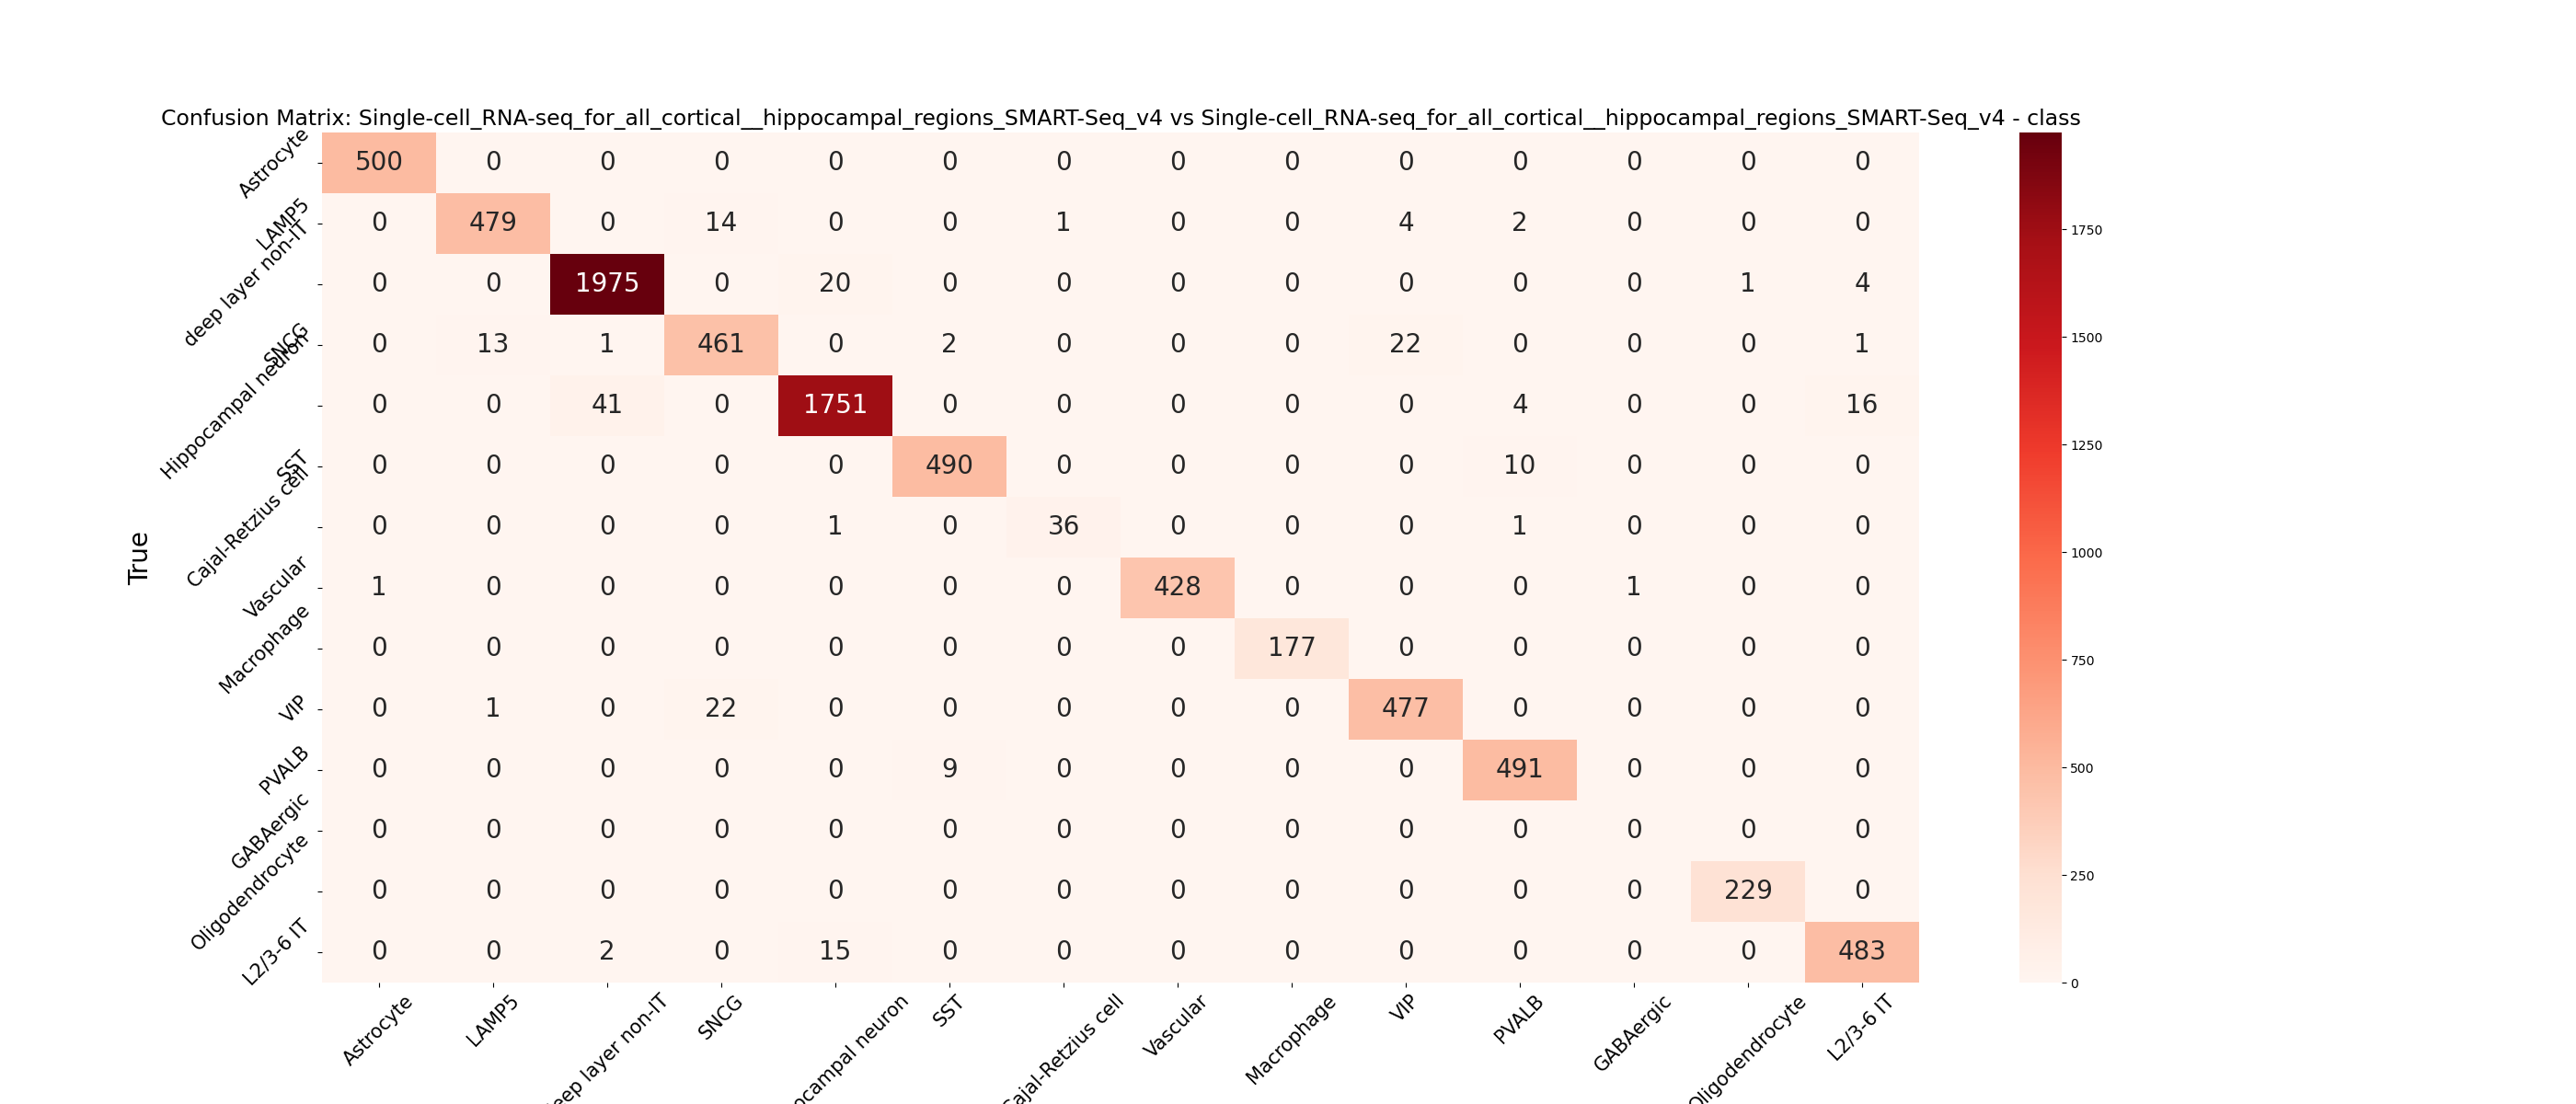 Confusion Matrix: Single-cell_RNA-seq_for_all_cortical__hippocampal_regions_SMART-Seq_v4 vs Single-cell_RNA-seq_for_all_cortical__hippocampal_regions_SMART-Seq_v4 - class
True
Astrocyte 500 0 0 0 0 0 0 0 0 0 0 0 0 0
LAMP5 0 479 0 14 0 0 1 0 0 4 2 0 0 0
deep layer non-IT 0 0 1975 0 20 0 0 0 0 0 0 0 1 4
SNCG 0 13 1 461 0 2 0 0 0 22 0 0 0 1
Hippocampal neuron 0 0 41 0 1751 0 0 0 0 0 4 0 0 16
SST 0 0 0 0 0 490 0 0 0 0 10 0 0 0
Cajal-Retzius cell 0 0 0 0 1 0 36 0 0 0 1 0 0 0
Vascular 1 0 0 0 0 0 0 428 0 0 0 1 0 0
Macrophage 0 0 0 0 0 0 0 0 177 0 0 0 0 0
VIP 0 1 0 22 0 0 0 0 0 477 0 0 0 0
PVALB 0 0 0 0 0 9 0 0 0 0 491 0 0 0
GABAergic 0 0 0 0 0 0 0 0 0 0 0 0 0 0
Oligodendrocyte 0 0 0 0 0 0 0 0 0 0 0 0 229 0
L2/3-6 IT 0 0 2 0 15 0 0 0 0 0 0 0 0 483
Astrocyte LAMP5 eep layer non-IT SNCG ocampal neuron SST Cajal-Retzius cell Vascular Macrophage VIP PVALB GABAergic Oligodendrocyte L2/3-6 IT
1750
1500
1250
1000
750
500
250
0